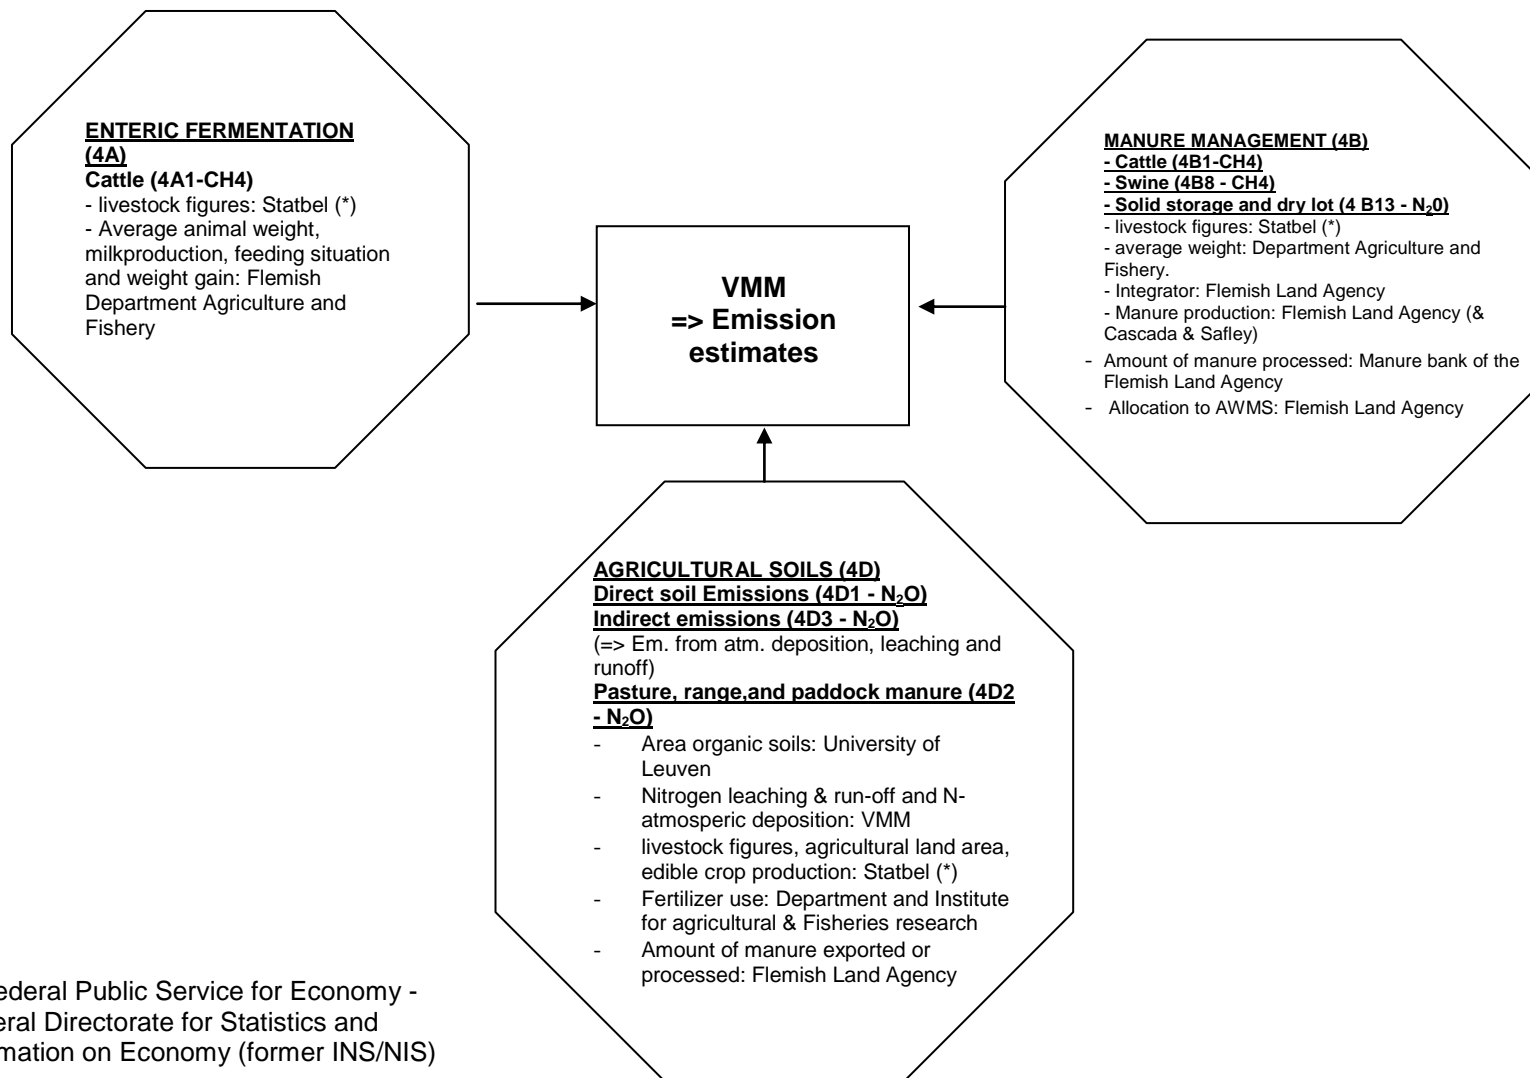 ENTERIC FERMENTATION
(4A)
Cattle (4A1-CH4)
- livestock figures: Statbel (*)
- Average animal weight,
milkproduction, feeding situation
and weight gain: Flemish
Department Agriculture and
Fishery
VMM
=> Emission
estimates
MANURE MANAGEMENT (4B)
- Cattle (4B1-CH4)
- Swine (4B8 - CH4)
- Solid storage and dry lot (4 B13 - N₂0)
- livestock figures: Statbel (*)
- average weight: Department Agriculture and
Fishery.
- Integrator: Flemish Land Agency
- Manure production: Flemish Land Agency (&
Cascada & Safley)
- Amount of manure processed: Manure bank of the
Flemish Land Agency
- Allocation to AWMS: Flemish Land Agency
AGRICULTURAL SOILS (4D)
Direct soil Emissions (4D1 - N₂O)
Indirect emissions (4D3 - N₂O)
(=> Em. from atm. deposition, leaching and
runoff)
Pasture, range,and paddock manure (4D2
- N₂O)
- Area organic soils: University of
Leuven
- Nitrogen leaching & run-off and N-
atmosperic deposition: VMM
- livestock figures, agricultural land area,
edible crop production: Statbel (*)
- Fertilizer use: Department and Institute
for agricultural & Fisheries research
- Amount of manure exported or
processed: Flemish Land Agency
ederal Public Service for Economy -
eral Directorate for Statistics and
mation on Economy (former INS/NIS)